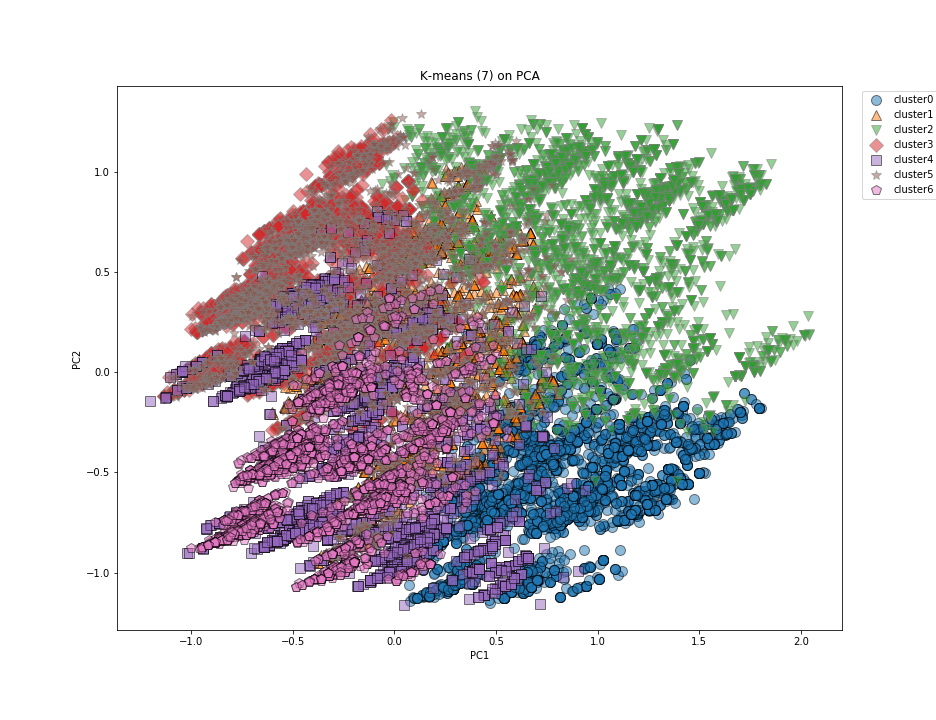 K-means (7) on PCA
cluster0
cluster1
cluster2
cluster3
cluster4
cluster5
cluster6
PC2
1.0
0.5
0.0
−0.5
−1.0
−1.0 −0.5 0.0 0.5 1.0 1.5 2.0
PC1